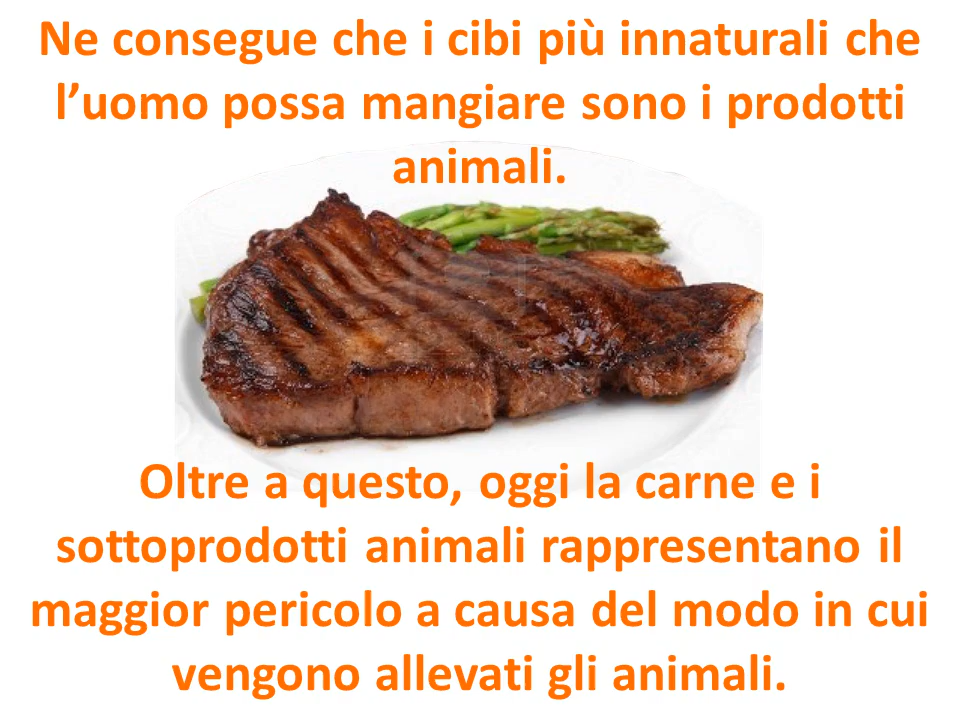 Ne consegue che i cibi più innaturali che
l’uomo possa mangiare sono i prodotti
animali.
Oltre a questo, oggi la carne e i
sottoprodotti animali rappresentano il
maggior pericolo a causa del modo in cui
vengono allevati gli animali.